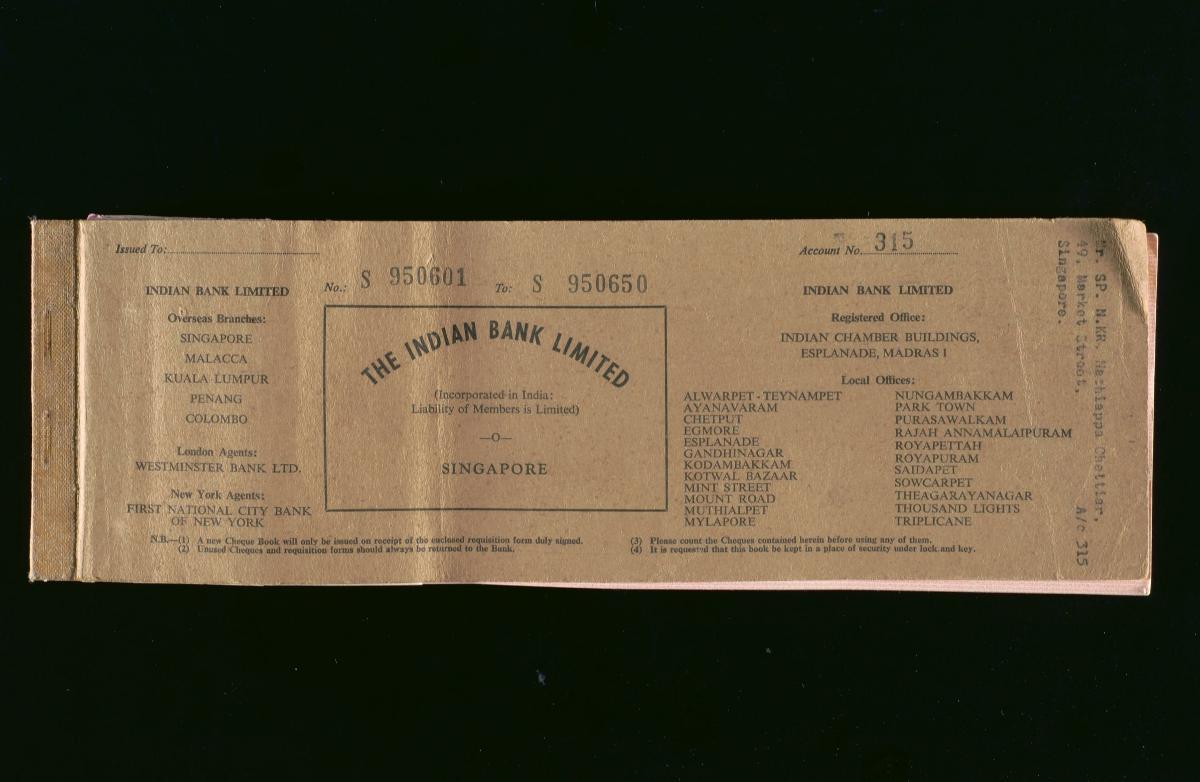 Issued To:
Account No. 315
No.: S 950601 To: S 950650
INDIAN BANK LIMITED
Overseas Branches:
SINGAPORE
MALACCA
KUALA LUMPUR
PENANG
COLOMBO
London Agents:
WESTMINSTER BANK LTD.
New York Agents:
FIRST NATIONAL CITY BANK
OF NEW YORK
THE INDIAN BANK LIMITED
(Incorporated in India:
Liability of Members is Limited)
—O—
SINGAPORE
INDIAN BANK LIMITED
Registered Office:
INDIAN CHAMBER BUILDINGS,
ESPLANADE, MADRAS 1
Local Offices:
ALWARPET - TEYNAMPET
AYANAVARAM
CHETPUT
EGMORE
ESPLANADE
GANDHINAGAR
KODAMBAKKAM
KOTWAL BAZAAR
MINT STREET
MOUNT ROAD
MUTHIALPET
MYLAPORE
NUNGAMBAKKAM
PARK TOWN
PURASAWALKAM
RAJAH ANNAMALAIPURAM
ROYAPETTAH
ROYAPURAM
SAIDAPET
SOWCARPET
THEAGARAYANAGAR
THOUSAND LIGHTS
TRIPLICANE
N.B.—(1) A new Cheque Book will only be issued on receipt of the enclosed requisition form duly signed.
(2) Unused Cheques and requisition forms should always be returned to the Bank.
(3) Please count the Cheques contained herein before using any of them.
(4) It is requested that this book be kept in a place of security under lock and key.
Mr. SP. N.KR. Chettiar,
49, Market Street, A/c 315
Singapore.